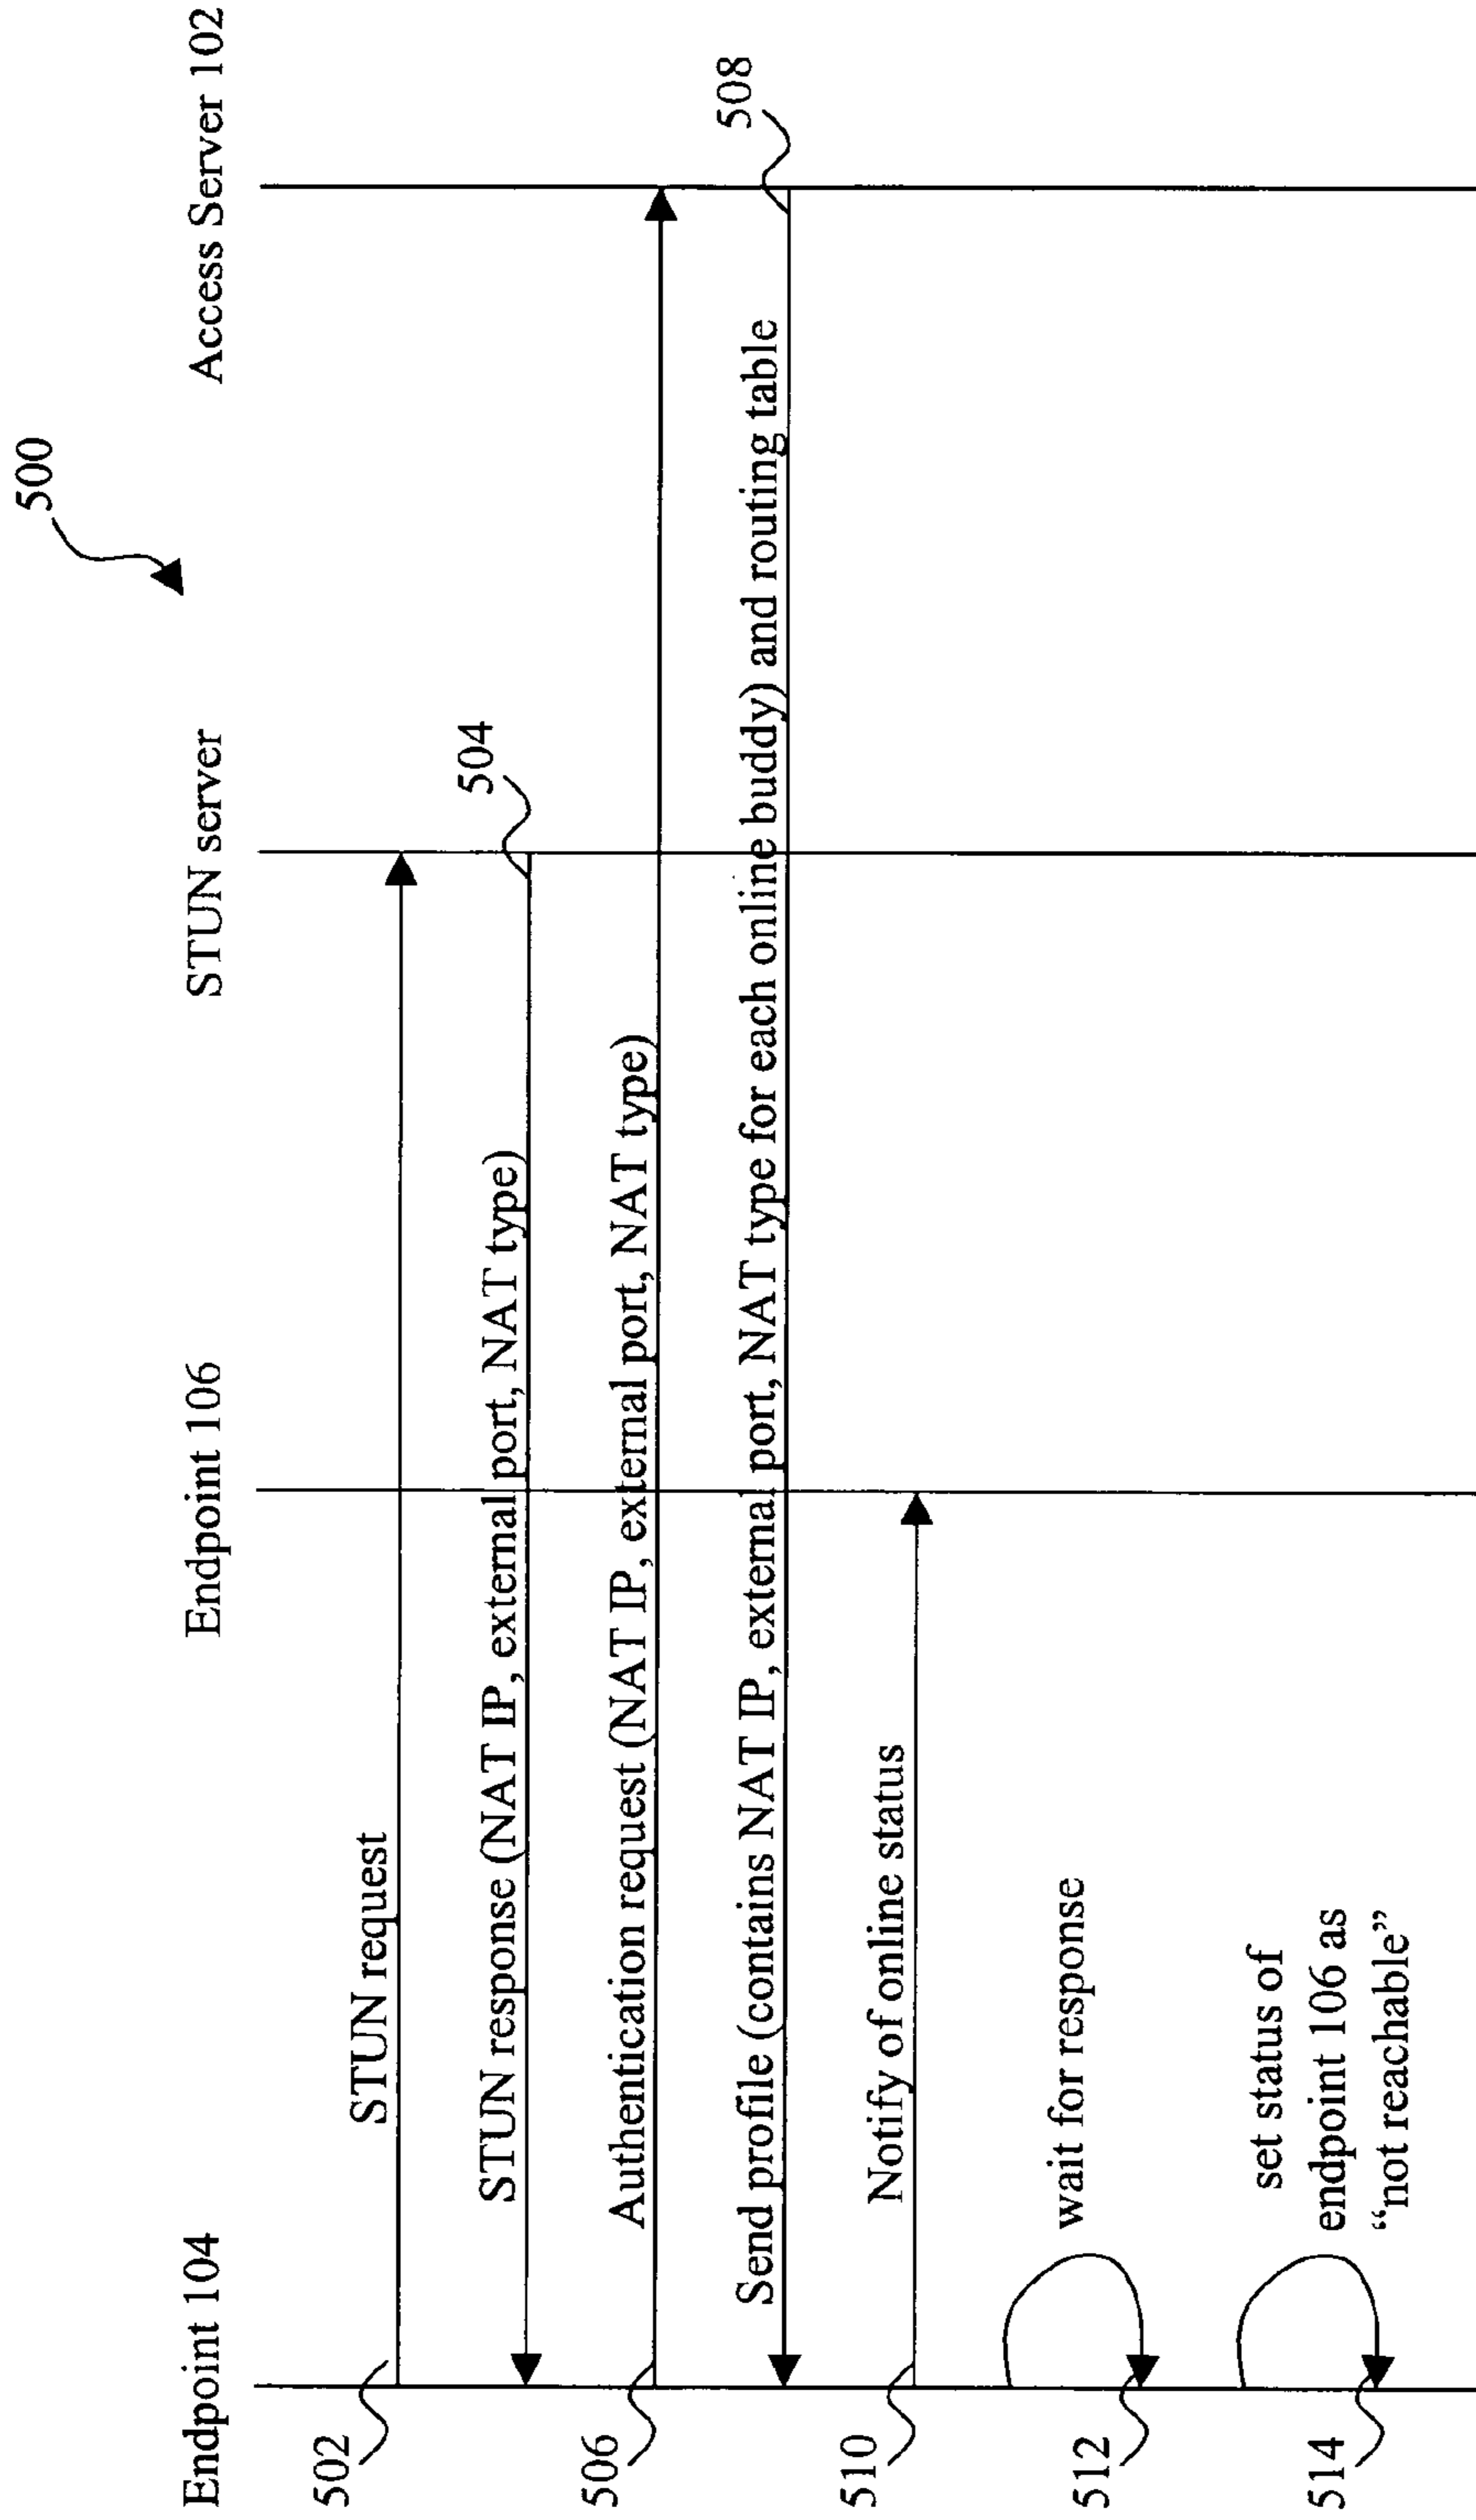 500
Endpoint 104
Endpoint 106
STUN server
Access Server 102
502
STUN request
STUN response (NAT IP, external port, NAT type)
504
506
Authentication request (NAT IP, external port, NAT type)
508
Send profile (contains NAT IP, external port, NAT type for each online buddy) and routing table
510
Notify of online status
512
wait for response
514
set status of
endpoint 106 as
“not reachable”